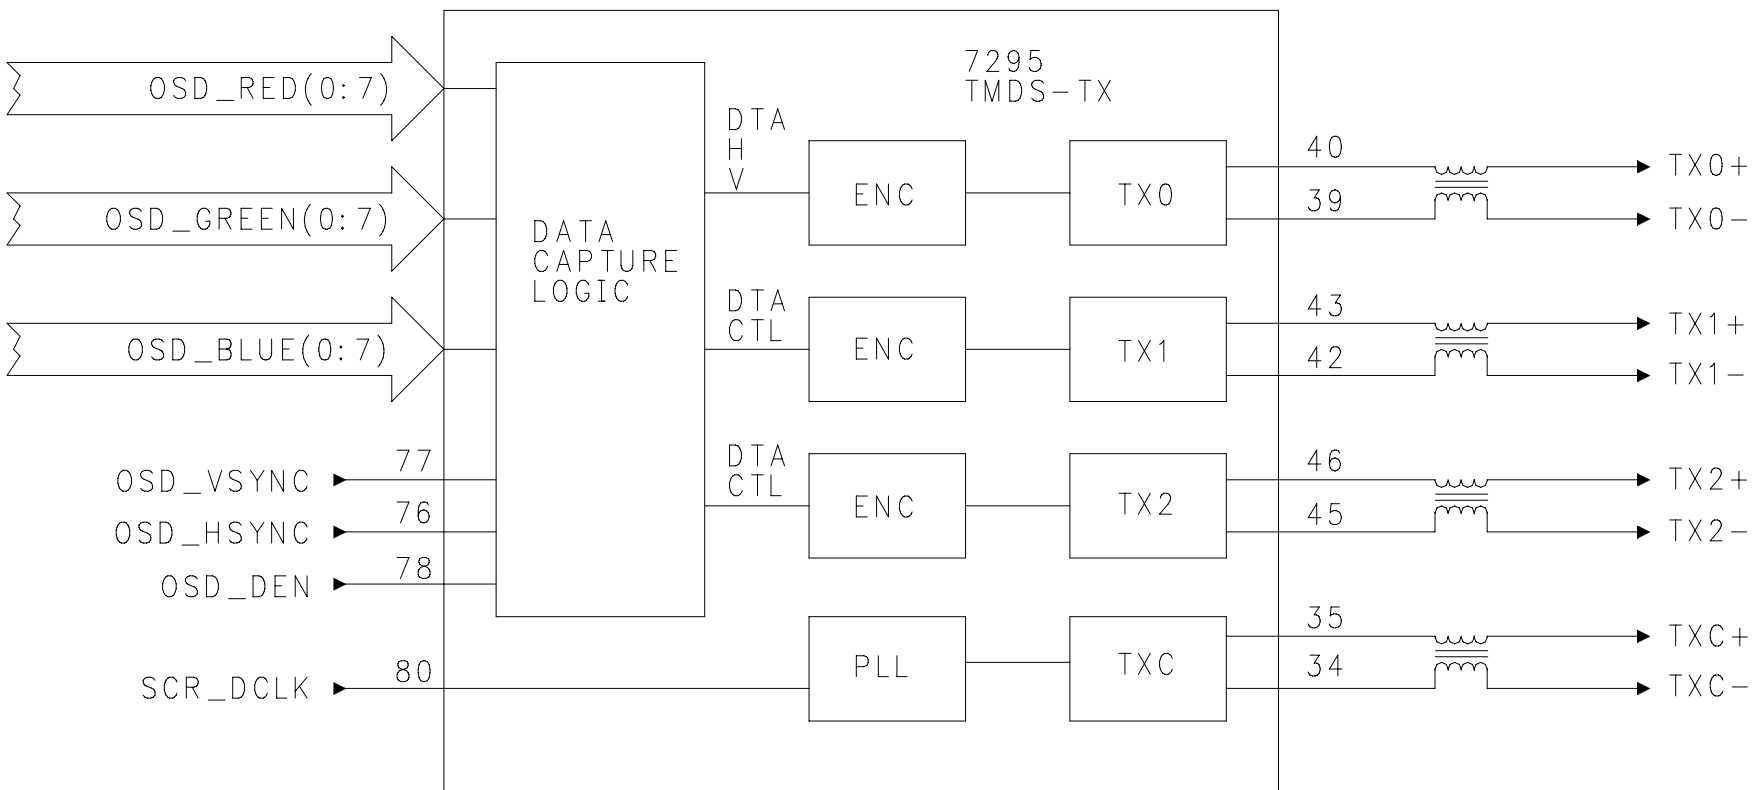 7295
TMDS-TX
OSD_RED(0:7)
OSD_GREEN(0:7)
OSD_BLUE(0:7)
77
OSD_VSYNC
76
OSD_HSYNC
78
OSD_DEN
80
SCR_DCLK
DATA
CAPTURE
LOGIC
DTA
H
V
ENC
TX0
40
TX0+
39
TX0-
DTA
CTL
ENC
TX1
43
TX1+
42
TX1-
DTA
CTL
ENC
TX2
46
TX2+
45
TX2-
PLL
TXC
35
TXC+
34
TXC-